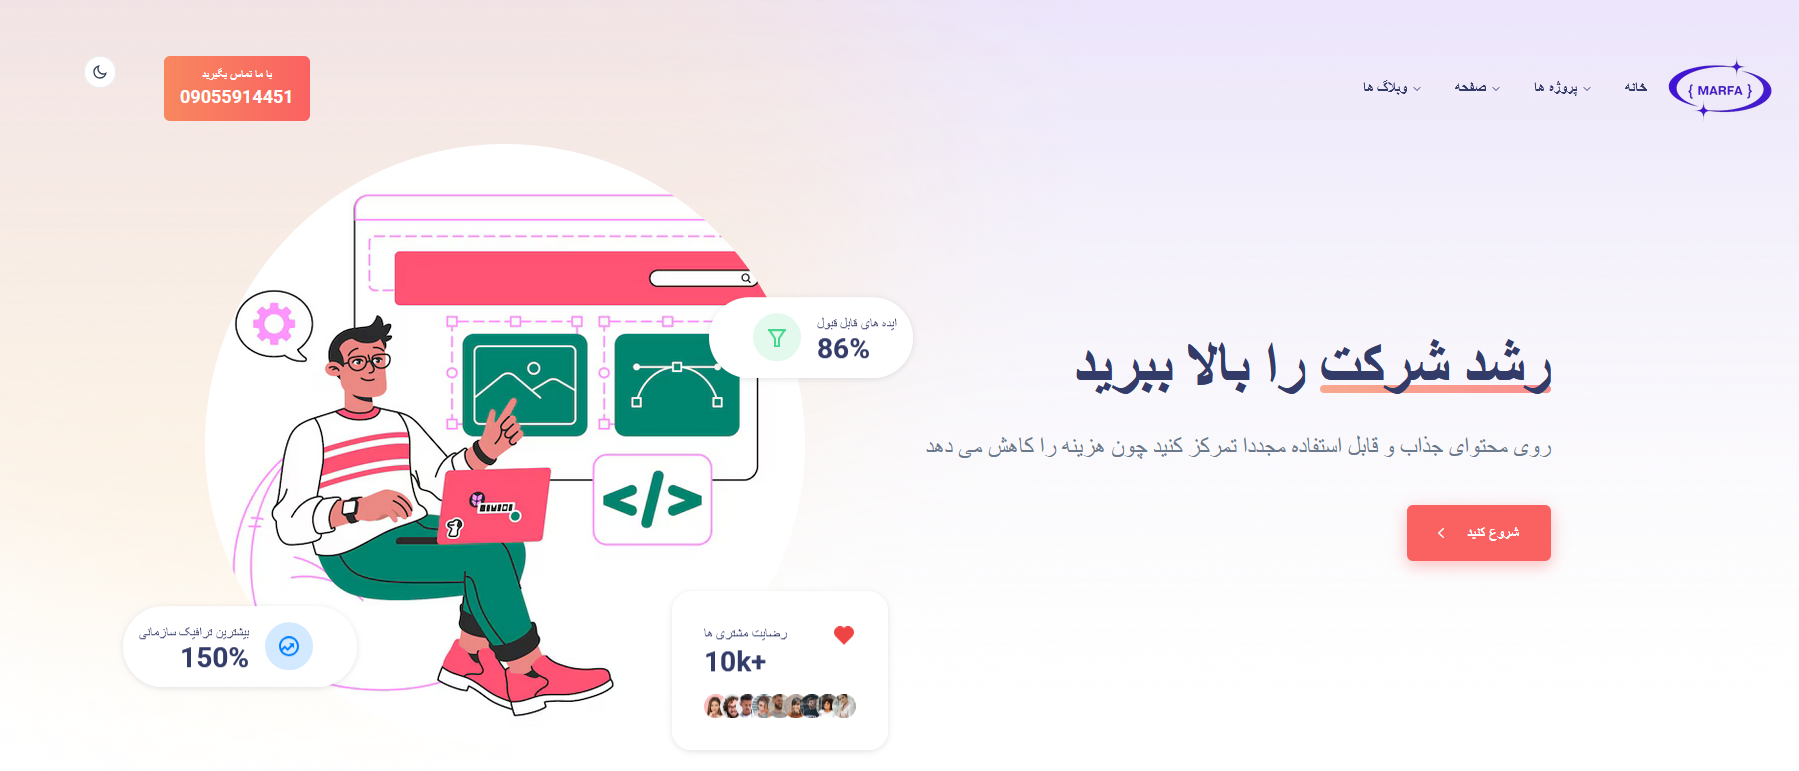 { MARFA }
خانه
پروژه ها
صفحه
وبلاگ ها
با ما تماس بگیرید
09055914451
رشد شرکت را بالا ببرید
روی محتوای جذاب و قابل استفاده مجددا تمرکز کنید چون هزینه را کاهش می دهد
شروع کنید
ایده های قابل قبول
86%
</>
بیشترین ترافیک سازمانی
150%
رضایت مشتری ها
10k+